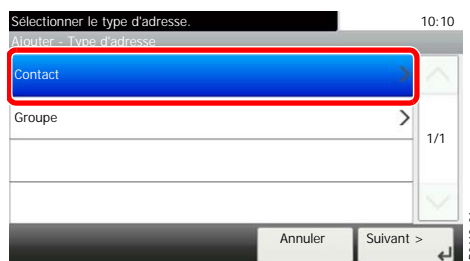 Sélectionner le type d'adresse.
10:10
Ajouter - Type d'adresse
Contact
Groupe
1/1
Annuler
Suivant >